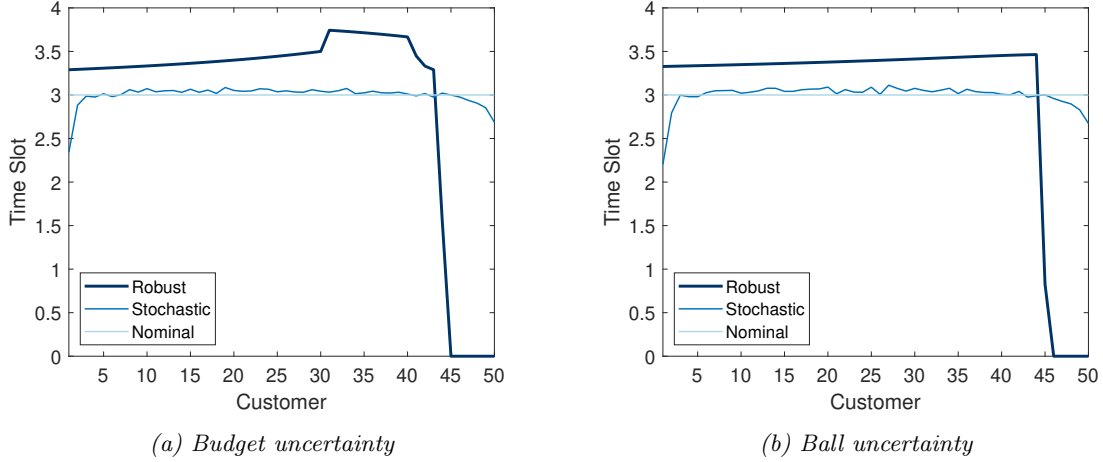 4
3.5
3
2.5
2
1.5
1
0.5
0
Time Slot
Robust
Stochastic
Nominal
5 10 15 20 25 30 35 40 45 50
Customer
(a) Budget uncertainty
4
3.5
3
2.5
2
1.5
1
0.5
0
Time Slot
Robust
Stochastic
Nominal
5 10 15 20 25 30 35 40 45 50
Customer
(b) Ball uncertainty